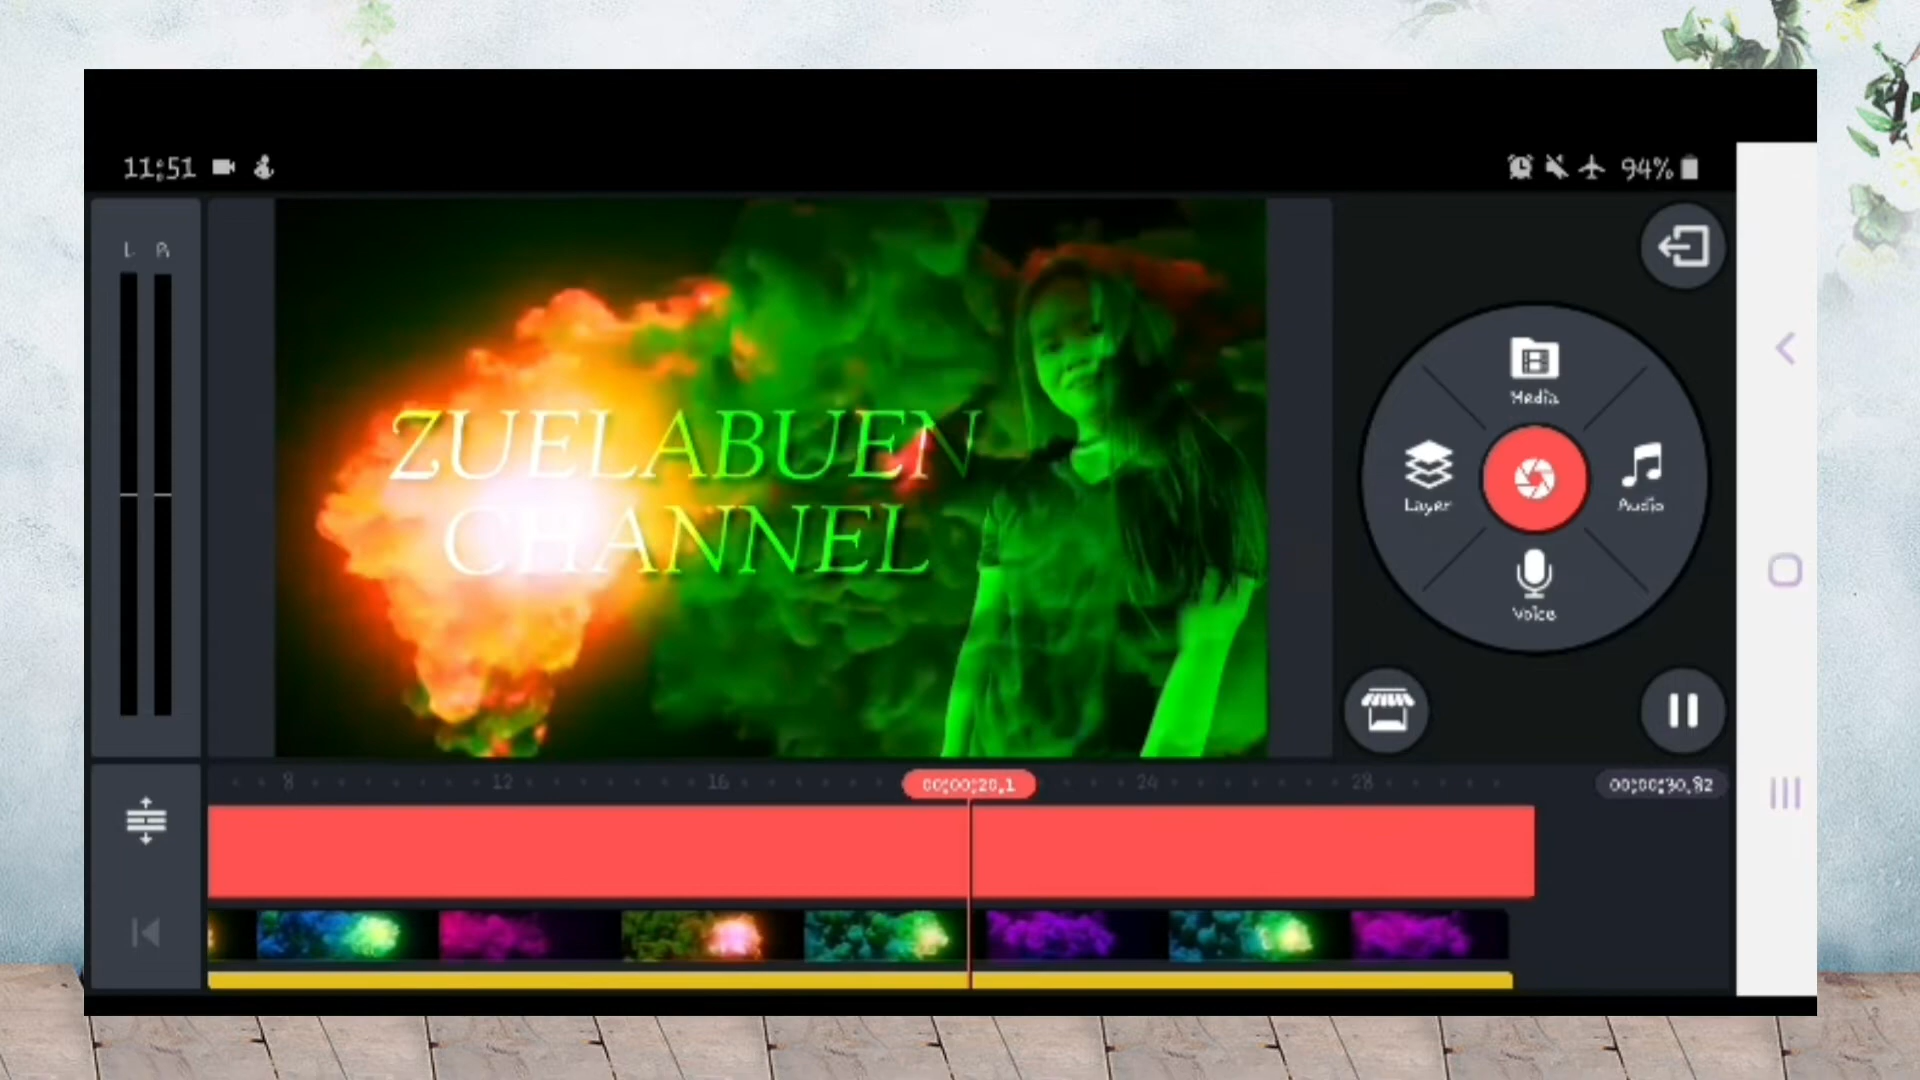 11:51
94%
L R
ZUELABUEN
CHANNEL
Media
Layer
Audio
Voice
8 12 16 00:00:20.1 24 28 00:00:30.82